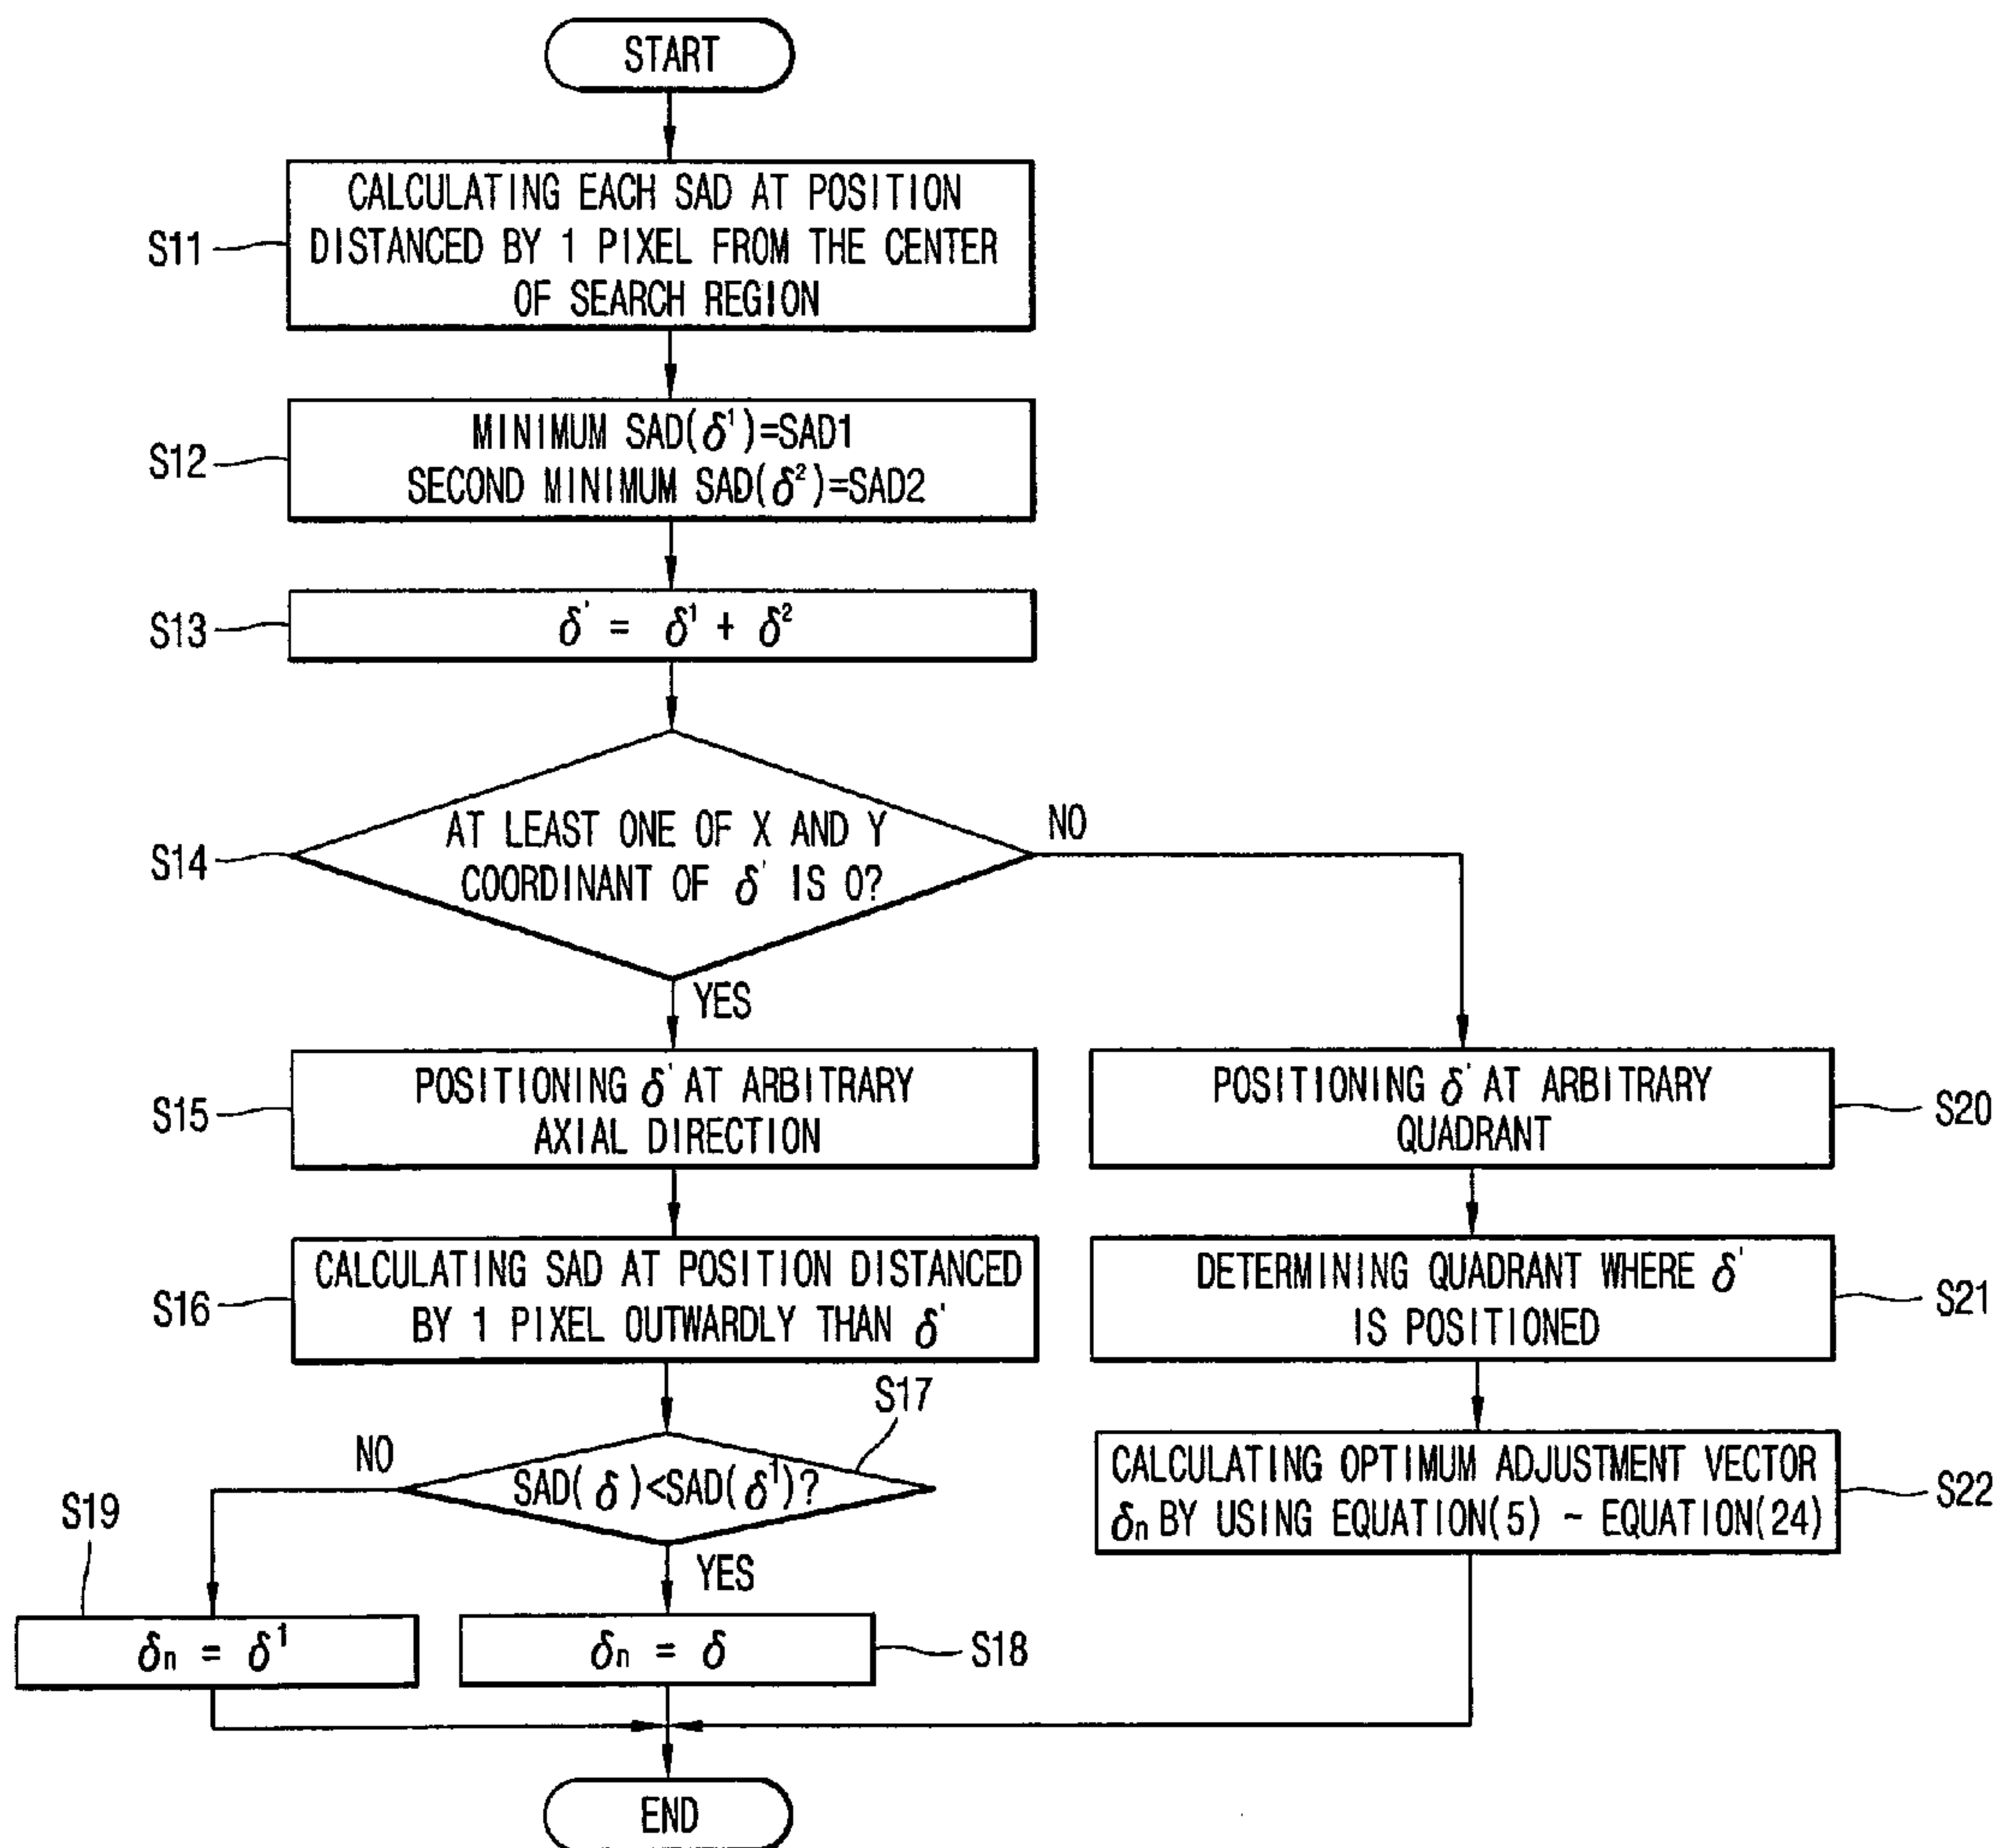 START
S11
CALCULATING EACH SAD AT POSITION
DISTANCED BY 1 PIXEL FROM THE CENTER
OF SEARCH REGION
S12
MINIMUM SAD(δ¹)=SAD1
SECOND MINIMUM SAD(δ²)=SAD2
S13
δ' = δ¹ + δ²
S14
AT LEAST ONE OF X AND Y
COORDINANT OF δ' IS 0?
NO
YES
S15
POSITIONING δ' AT ARBITRARY
AXIAL DIRECTION
POSITIONING δ' AT ARBITRARY
QUADRANT
S20
S16
CALCULATING SAD AT POSITION DISTANCED
BY 1 PIXEL OUTWARDLY THAN δ'
DETERMINING QUADRANT WHERE δ'
IS POSITIONED
S21
S17
NO
SAD(δ)<SAD(δ¹)?
YES
CALCULATING OPTIMUM ADJUSTMENT VECTOR
δn BY USING EQUATION(5) ~ EQUATION(24)
S22
S19
δn = δ¹
δn = δ
S18
END